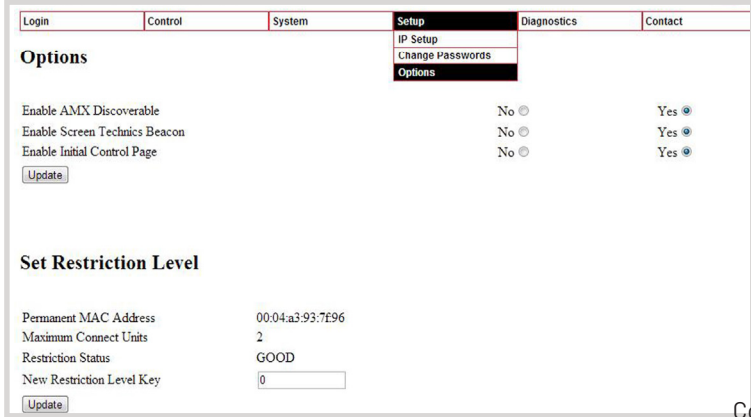 Login Control System Setup Diagnostics Contact
IP Setup
Change Passwords
Options
Options
Enable AMX Discoverable No Yes
Enable Screen Technics Beacon No Yes
Enable Initial Control Page No Yes
Update
Set Restriction Level
Permanent MAC Address 00:04:a3:93:7f:96
Maximum Connect Units 2
Restriction Status GOOD
New Restriction Level Key 0
Update